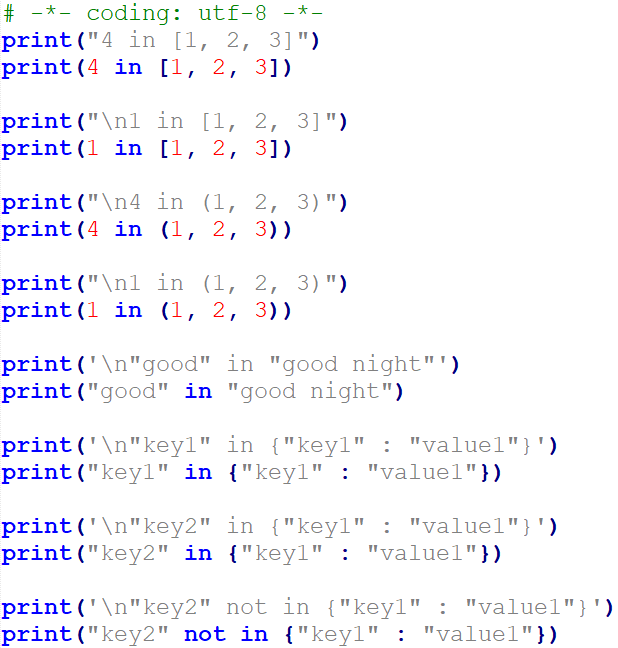 # -*- coding: utf-8 -*-
print("4 in [1, 2, 3]")
print(4 in [1, 2, 3])

print("\n1 in [1, 2, 3]")
print(1 in [1, 2, 3])

print("\n4 in (1, 2, 3)")
print(4 in (1, 2, 3))

print("\n1 in (1, 2, 3)")
print(1 in (1, 2, 3))

print('\n"good" in "good night"')
print("good" in "good night")

print('\n"key1" in {"key1" : "value1"}')
print("key1" in {"key1" : "value1"})

print('\n"key2" in {"key1" : "value1"}')
print("key2" in {"key1" : "value1"})

print('\n"key2" not in {"key1" : "value1"}')
print("key2" not in {"key1" : "value1"})